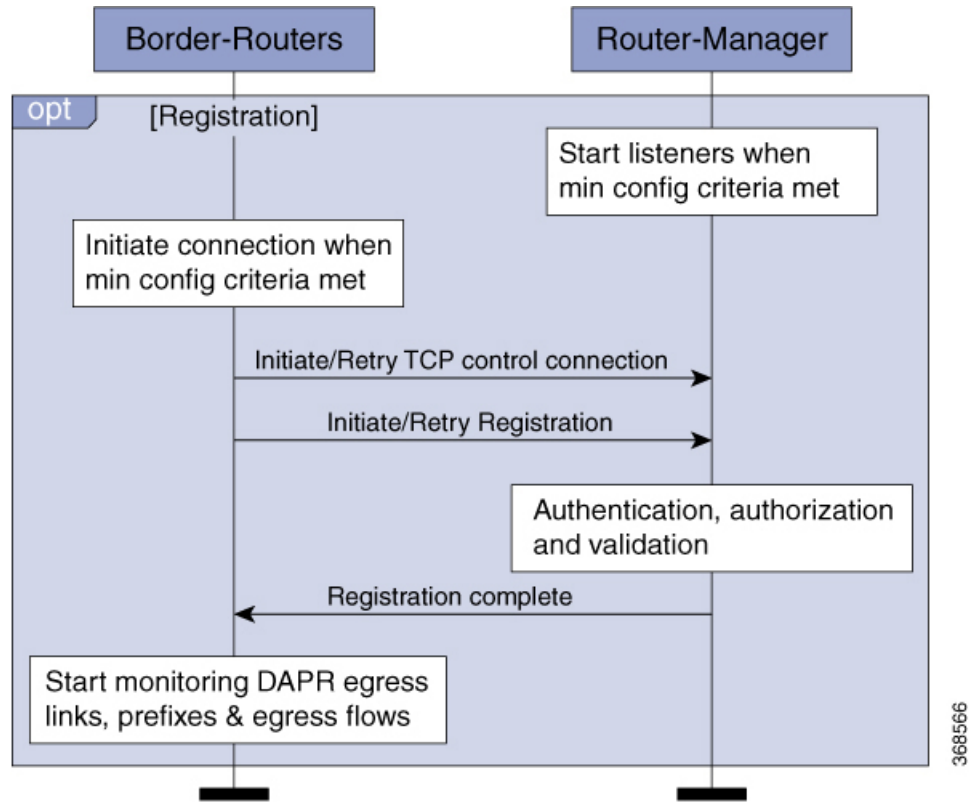 Border-Routers
Router-Manager
opt
[Registration]
Start listeners when
min config criteria met
Initiate connection when
min config criteria met
Initiate/Retry TCP control connection
Initiate/Retry Registration
Authentication, authorization
and validation
Registration complete
Start monitoring DAPR egress
links, prefixes & egress flows
368566